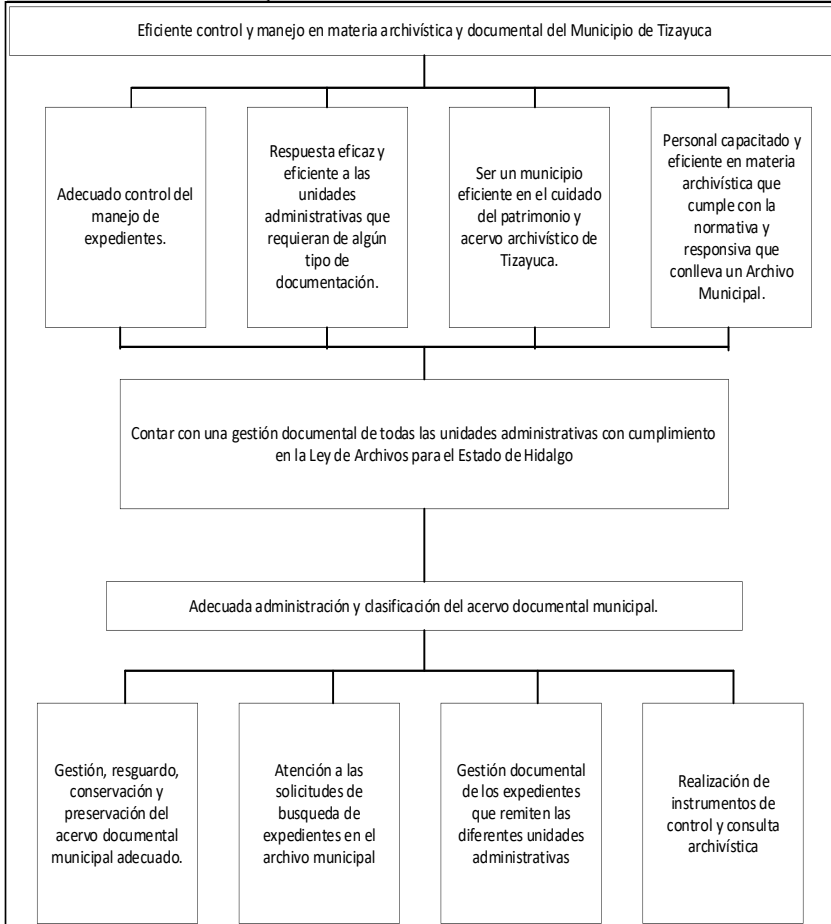 Eficiente control y manejo en materia archivística y documental del Municipio de Tizayuca
Adecuado control del
manejo de
expedientes.
Respuesta eficaz y
eficiente a las
unidades
administrativas que
requieran de algún
tipo de
documentación.
Ser un municipio
eficiente en el cuidado
del patrimonio y
acervo archivístico de
Tizayuca.
Personal capacitado y
eficiente en materia
archivística que
cumple con la
normativa y
responsiva que
conlleva un Archivo
Municipal.
Contar con una gestión documental de todas las unidades administrativas con cumplimiento
en la Ley de Archivos para el Estado de Hidalgo
Adecuada administración y clasificación del acervo documental municipal.
Gestión, resguardo,
conservación y
preservación del
acervo documental
municipal adecuado.
Atención a las
solicitudes de
busqueda de
expedientes en el
archivo municipal
Gestión documental
de los expedientes
que remiten las
diferentes unidades
administrativas
Realización de
instrumentos de
control y consulta
archivística